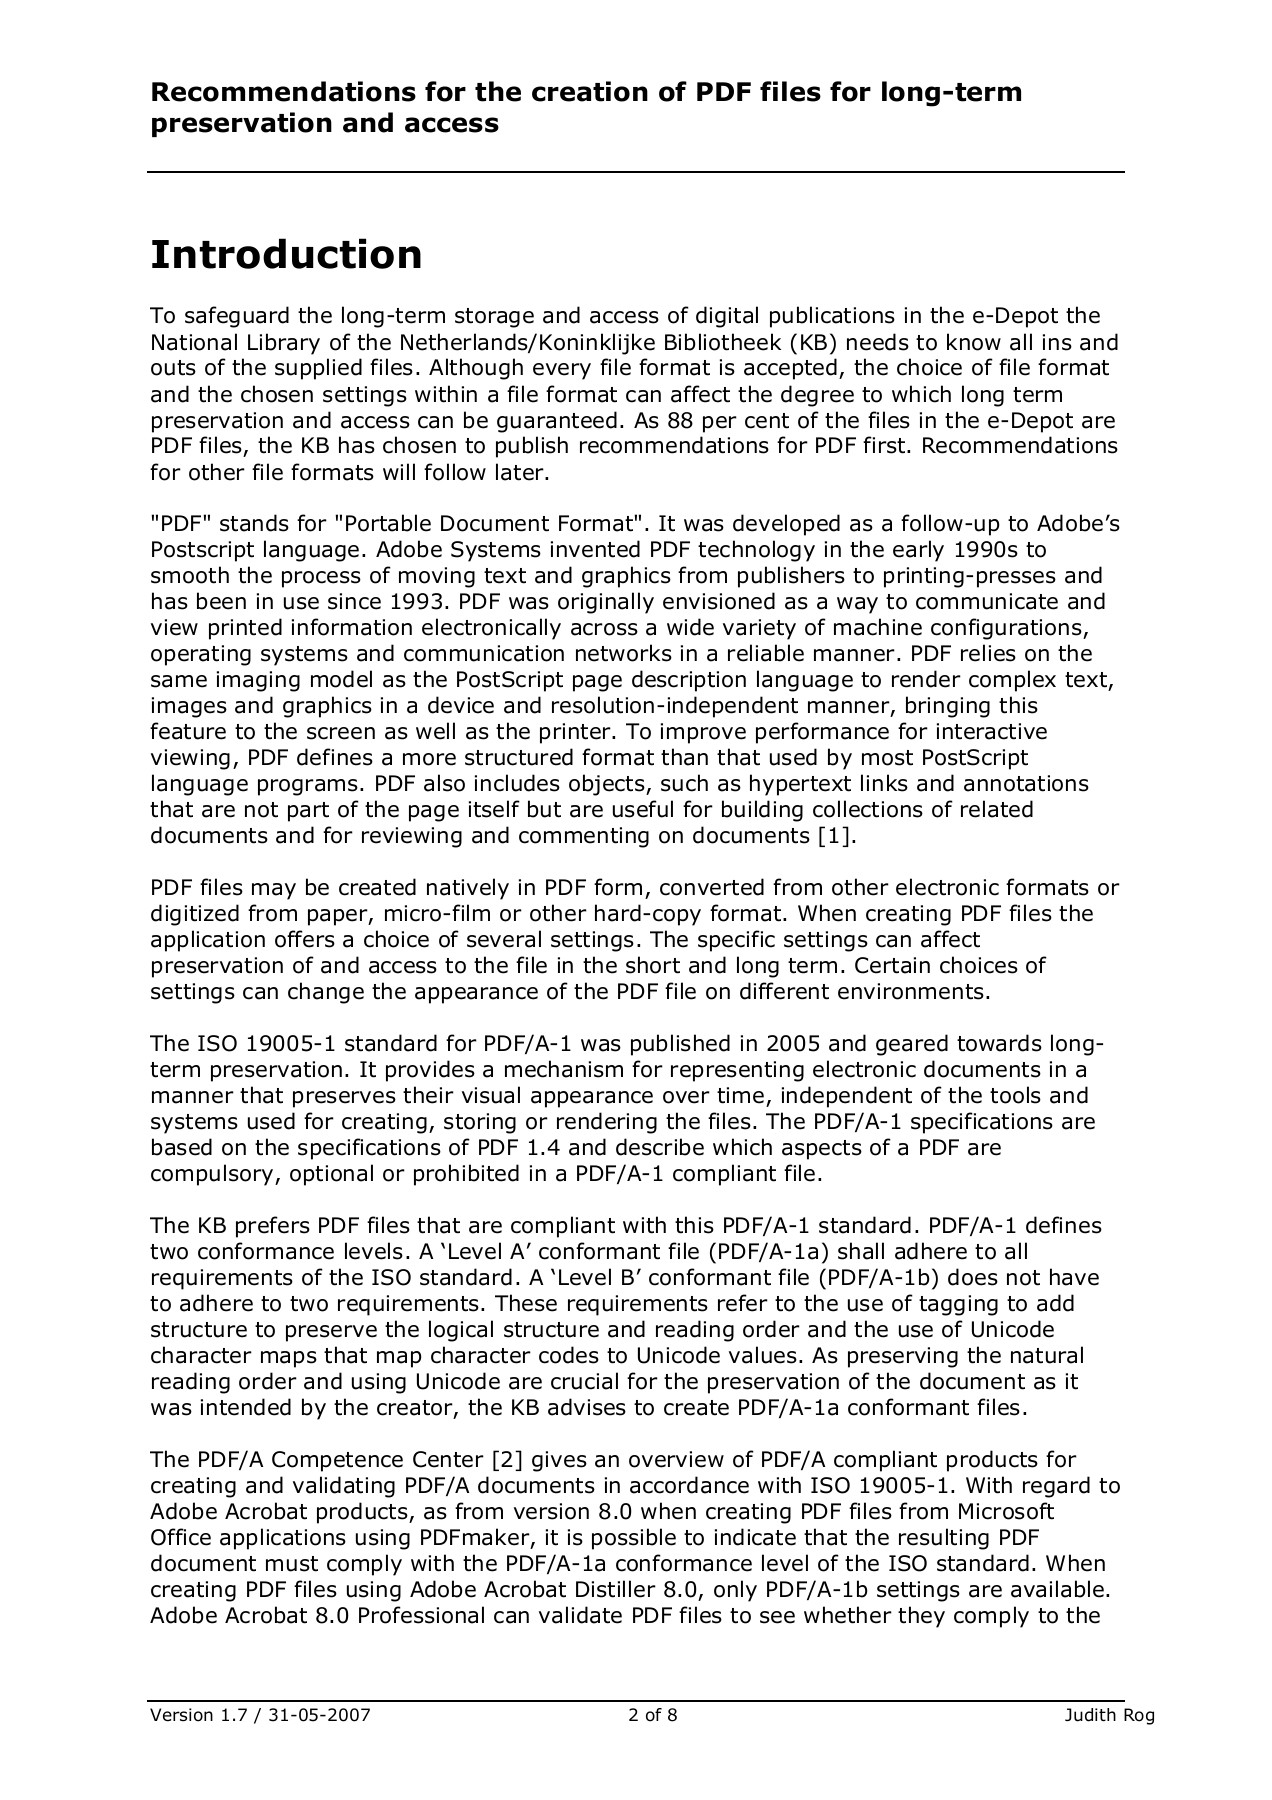 Recommendations for the creation of PDF files for long-term
preservation and access
Introduction
To safeguard the long-term storage and access of digital publications in the e-Depot the
National Library of the Netherlands/Koninklijke Bibliotheek (KB) needs to know all ins and
outs of the supplied files. Although every file format is accepted, the choice of file format
and the chosen settings within a file format can affect the degree to which long term
preservation and access can be guaranteed. As 88 per cent of the files in the e-Depot are
PDF files, the KB has chosen to publish recommendations for PDF first. Recommendations
for other file formats will follow later.
"PDF" stands for "Portable Document Format". It was developed as a follow-up to Adobe’s
Postscript language. Adobe Systems invented PDF technology in the early 1990s to
smooth the process of moving text and graphics from publishers to printing-presses and
has been in use since 1993. PDF was originally envisioned as a way to communicate and
view printed information electronically across a wide variety of machine configurations,
operating systems and communication networks in a reliable manner. PDF relies on the
same imaging model as the PostScript page description language to render complex text,
images and graphics in a device and resolution-independent manner, bringing this
feature to the screen as well as the printer. To improve performance for interactive
viewing, PDF defines a more structured format than that used by most PostScript
language programs. PDF also includes objects, such as hypertext links and annotations
that are not part of the page itself but are useful for building collections of related
documents and for reviewing and commenting on documents [1].
PDF files may be created natively in PDF form, converted from other electronic formats or
digitized from paper, micro-film or other hard-copy format. When creating PDF files the
application offers a choice of several settings. The specific settings can affect
preservation of and access to the file in the short and long term. Certain choices of
settings can change the appearance of the PDF file on different environments.
The ISO 19005-1 standard for PDF/A-1 was published in 2005 and geared towards long-
term preservation. It provides a mechanism for representing electronic documents in a
manner that preserves their visual appearance over time, independent of the tools and
systems used for creating, storing or rendering the files. The PDF/A-1 specifications are
based on the specifications of PDF 1.4 and describe which aspects of a PDF are
compulsory, optional or prohibited in a PDF/A-1 compliant file.
The KB prefers PDF files that are compliant with this PDF/A-1 standard. PDF/A-1 defines
two conformance levels. A ‘Level A’ conformant file (PDF/A-1a) shall adhere to all
requirements of the ISO standard. A ‘Level B’ conformant file (PDF/A-1b) does not have
to adhere to two requirements. These requirements refer to the use of tagging to add
structure to preserve the logical structure and reading order and the use of Unicode
character maps that map character codes to Unicode values. As preserving the natural
reading order and using Unicode are crucial for the preservation of the document as it
was intended by the creator, the KB advises to create PDF/A-1a conformant files.
The PDF/A Competence Center [2] gives an overview of PDF/A compliant products for
creating and validating PDF/A documents in accordance with ISO 19005-1. With regard to
Adobe Acrobat products, as from version 8.0 when creating PDF files from Microsoft
Office applications using PDFmaker, it is possible to indicate that the resulting PDF
document must comply with the PDF/A-1a conformance level of the ISO standard. When
creating PDF files using Adobe Acrobat Distiller 8.0, only PDF/A-1b settings are available.
Adobe Acrobat 8.0 Professional can validate PDF files to see whether they comply to the
Version 1.7 / 31-05-2007 2 of 8 Judith Rog